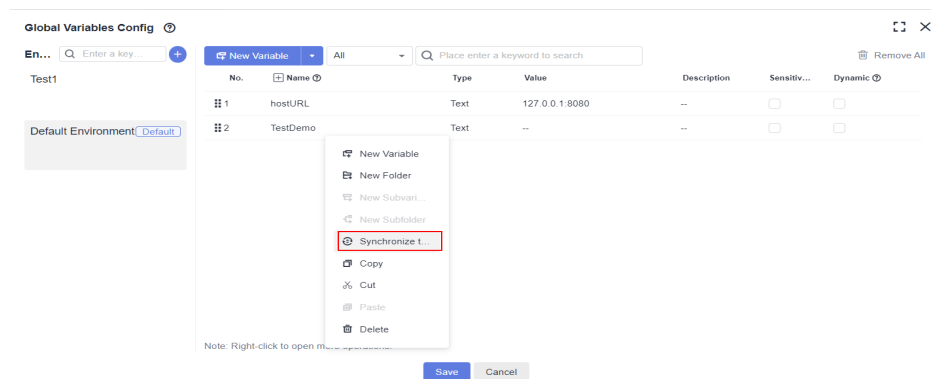 Global Variables Config
En... Enter a key... +
New Variable All Place enter a keyword to search Remove All
No. Name Type Value Description Sensitiv... Dynamic
Test1
1 hostURL Text 127.0.0.1:8080 --
Default Environment Default
2 TestDemo Text -- --
New Variable
New Folder
New Subvari...
New Subfolder
Synchronize t...
Copy
Cut
Paste
Delete
Note: Right-click to open more operations.
Save Cancel